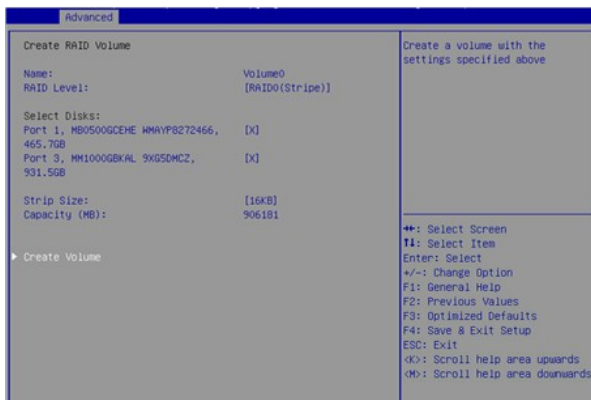 Advanced
Create RAID Volume
Name: Volume0
RAID Level: [RAID0(Stripe)]
Select Disks:
Port 1, MB0500GCEHE WMAYP8272466, [X]
465.7GB
Port 3, MM1000GBKAL 9XG5DMCZ, [X]
931.5GB
Strip Size: [16KB]
Capacity (MB): 906181
Create Volume
Create a volume with the
settings specified above
: Select Screen
: Select Item
Enter: Select
+/-: Change Option
F1: General Help
F2: Previous Values
F3: Optimized Defaults
F4: Save & Exit Setup
ESC: Exit
<K>: Scroll help area upwards
<M>: Scroll help area downwards